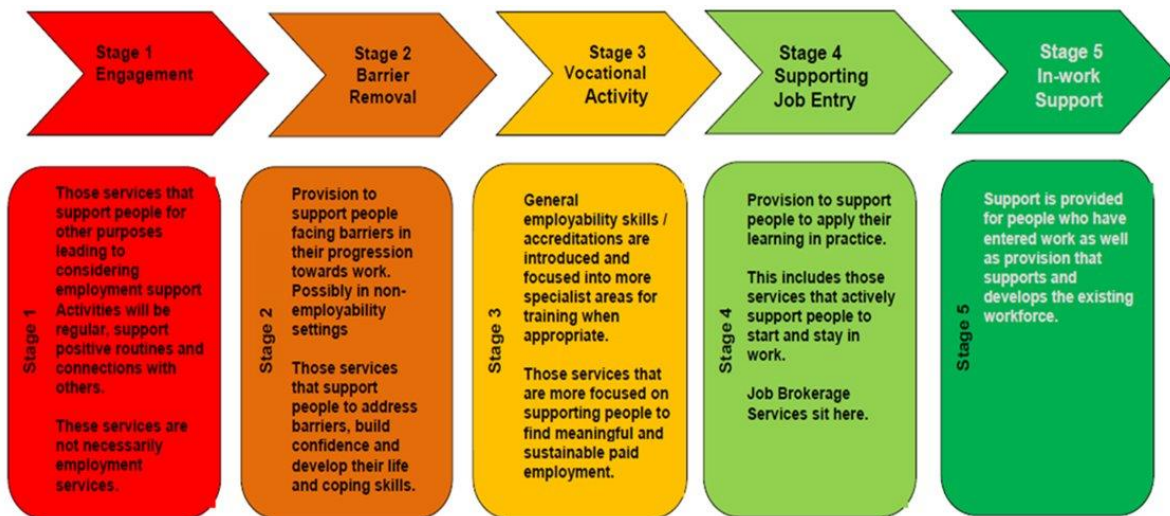 Stage 1
Engagement
Stage 2
Barrier
Removal
Stage 3
Vocational
Activity
Stage 4
Supporting
Job Entry
Stage 5
In-work
Support
Stage 1
Those services that
support people for
other purposes
leading to
considering
employment support
Activities will be
regular, support
positive routines and
connections with
others.
These services are
not necessarily
employment
services.
Stage 2
Provision to
support people
facing barriers in
their progression
towards work.
Possibly in non-
employability
settings
Those services
that support
people to address
barriers, build
confidence and
develop their life
and coping skills.
Stage 3
General
employability skills /
accreditations are
introduced and
focused into more
specialist areas for
training when
appropriate.
Those services that
are more focused on
supporting people to
find meaningful and
sustainable paid
employment.
Stage 4
Provision to support
people to apply their
learning in practice.
This includes those
services that actively
support people to
start and stay in
work.
Job Brokerage
Services sit here.
Stage 5
Support is provided
for people who have
entered work as well
as provision that
supports and
develops the existing
workforce.